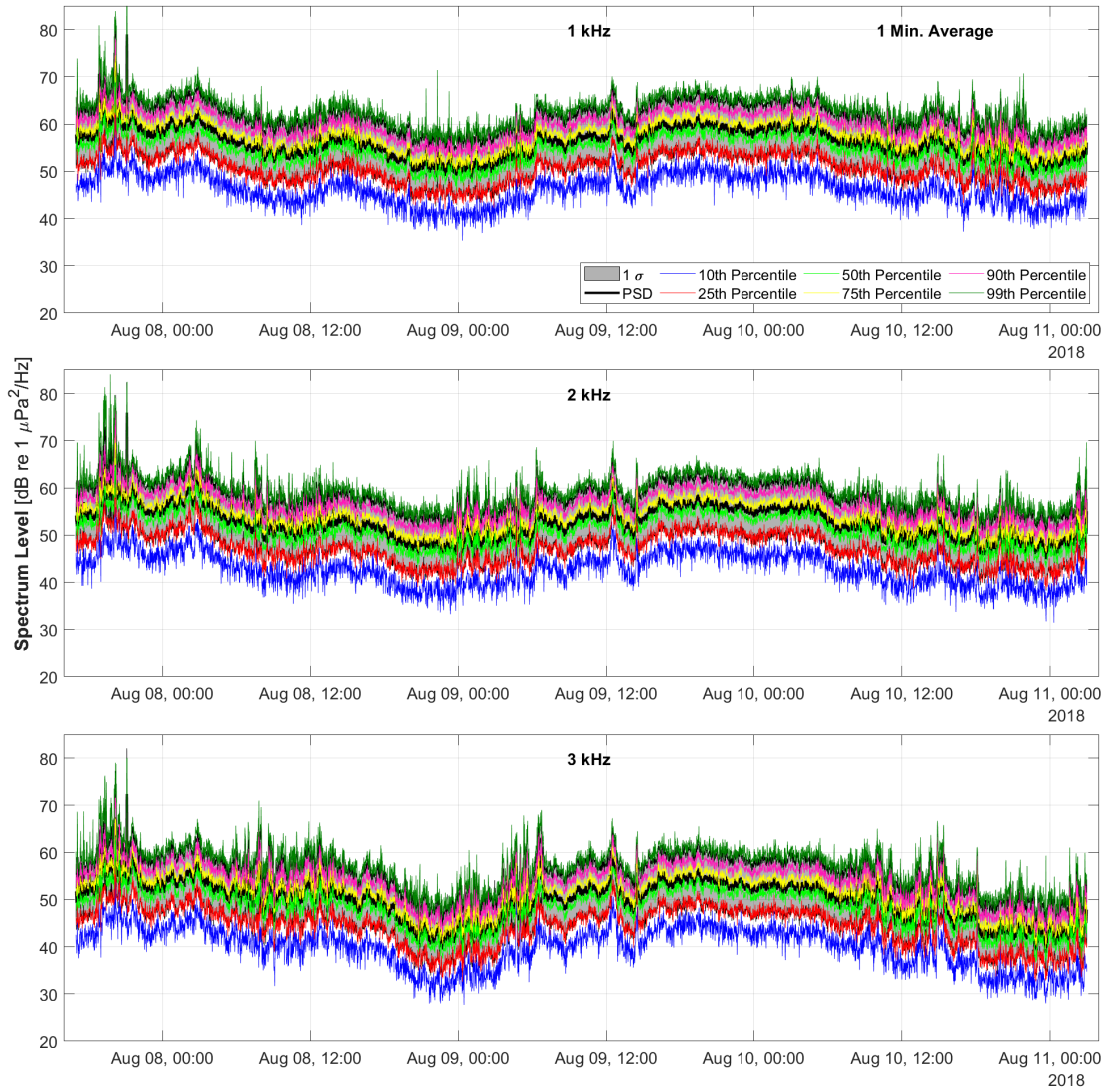 80
1 kHz
1 Min. Average
70
60
50
40
30
20
1 σ
10th Percentile
50th Percentile
90th Percentile
PSD
25th Percentile
75th Percentile
99th Percentile
Aug 08, 00:00
Aug 08, 12:00
Aug 09, 00:00
Aug 09, 12:00
Aug 10, 00:00
Aug 10, 12:00
Aug 11, 00:00
2018
Spectrum Level [dB re 1 μPa²/Hz]
80
2 kHz
70
60
50
40
30
20
Aug 08, 00:00
Aug 08, 12:00
Aug 09, 00:00
Aug 09, 12:00
Aug 10, 00:00
Aug 10, 12:00
Aug 11, 00:00
2018
80
3 kHz
70
60
50
40
30
20
Aug 08, 00:00
Aug 08, 12:00
Aug 09, 00:00
Aug 09, 12:00
Aug 10, 00:00
Aug 10, 12:00
Aug 11, 00:00
2018